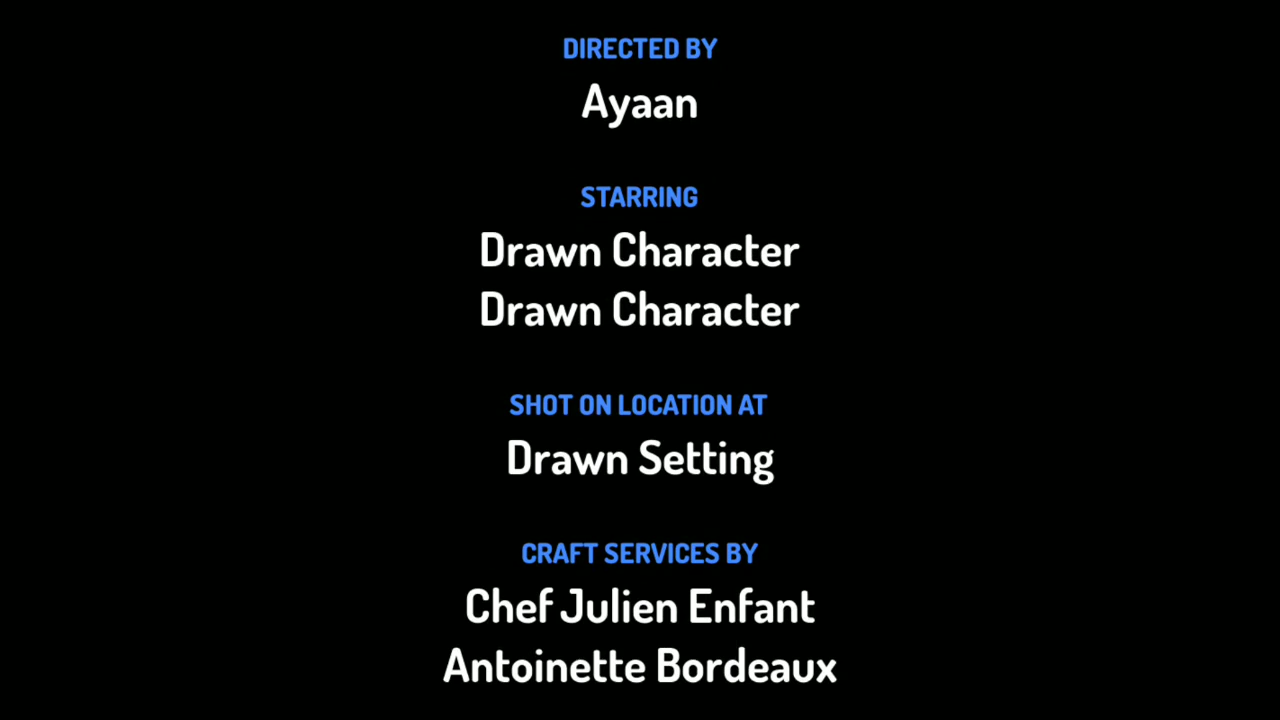 DIRECTED BY
Ayaan
STARRING
Drawn Character
Drawn Character
SHOT ON LOCATION AT
Drawn Setting
CRAFT SERVICES BY
Chef Julien Enfant
Antoinette Bordeaux